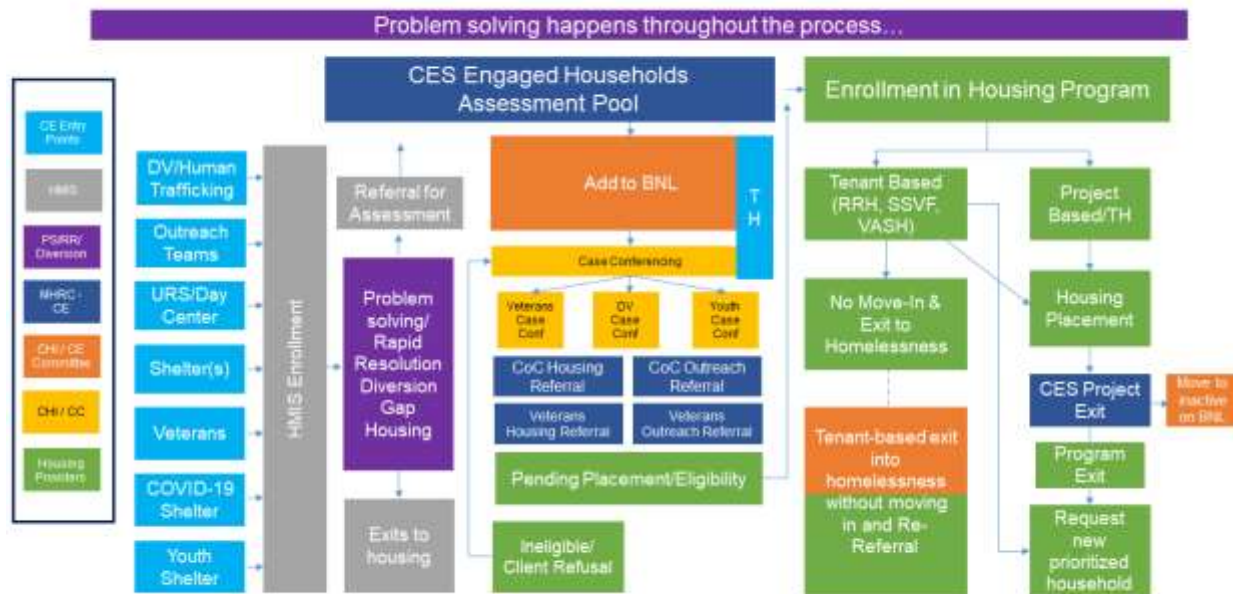 Problem solving happens throughout the process...
CE Entry
Points
HMIS
PS/RR/
Diversion
MHRC -
CE
CHI / CE
Committee
CHI / CC
Housing
Providers
DV/Human
Trafficking
Outreach
Teams
URS/Day
Center
Shelter(s)
Veterans
COVID-19
Shelter
Youth
Shelter
HMIS Enrollment
Referral for
Assessment
Problem
solving/
Rapid
Resolution
Diversion
Gap
Housing
Exits to
housing
CES Engaged Households
Assessment Pool
Add to BNL
T
H
Case Conferencing
Veterans
Case
Conf
DV
Case
Conf
Youth Case
Conf
CoC Housing
Referral
CoC Outreach
Referral
Veterans
Housing Referral
Veterans
Outreach Referral
Pending Placement/Eligibility
Ineligible/
Client Refusal
Enrollment in Housing Program
Tenant Based
(RRH, SSVF,
VASH)
No Move-In &
Exit to
Homelessness
Tenant-based exit
into
homelessness
without moving
in and Re-
Referral
Project
Based/TH
Housing
Placement
CES Project
Exit
Move to
inactive
on BNL
Program
Exit
Request
new
prioritized
household